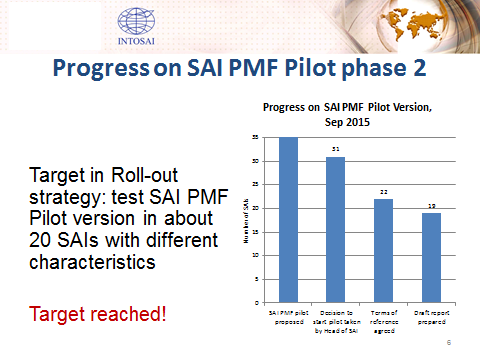 INTOSAI
Progress on SAI PMF Pilot phase 2
Target in Roll-out
strategy: test SAI PMF
Pilot version in about
20 SAIs with different
characteristics
Target reached!
Progress on SAI PMF Pilot Version,
Sep 2015
Number of SAIs
35
30
25
20
15
10
5
0
31
22
19
SAI PMF pilot
proposed
Decision to
start pilot taken
by Head of SAI
Terms of
reference
agreed
Draft report
prepared
6